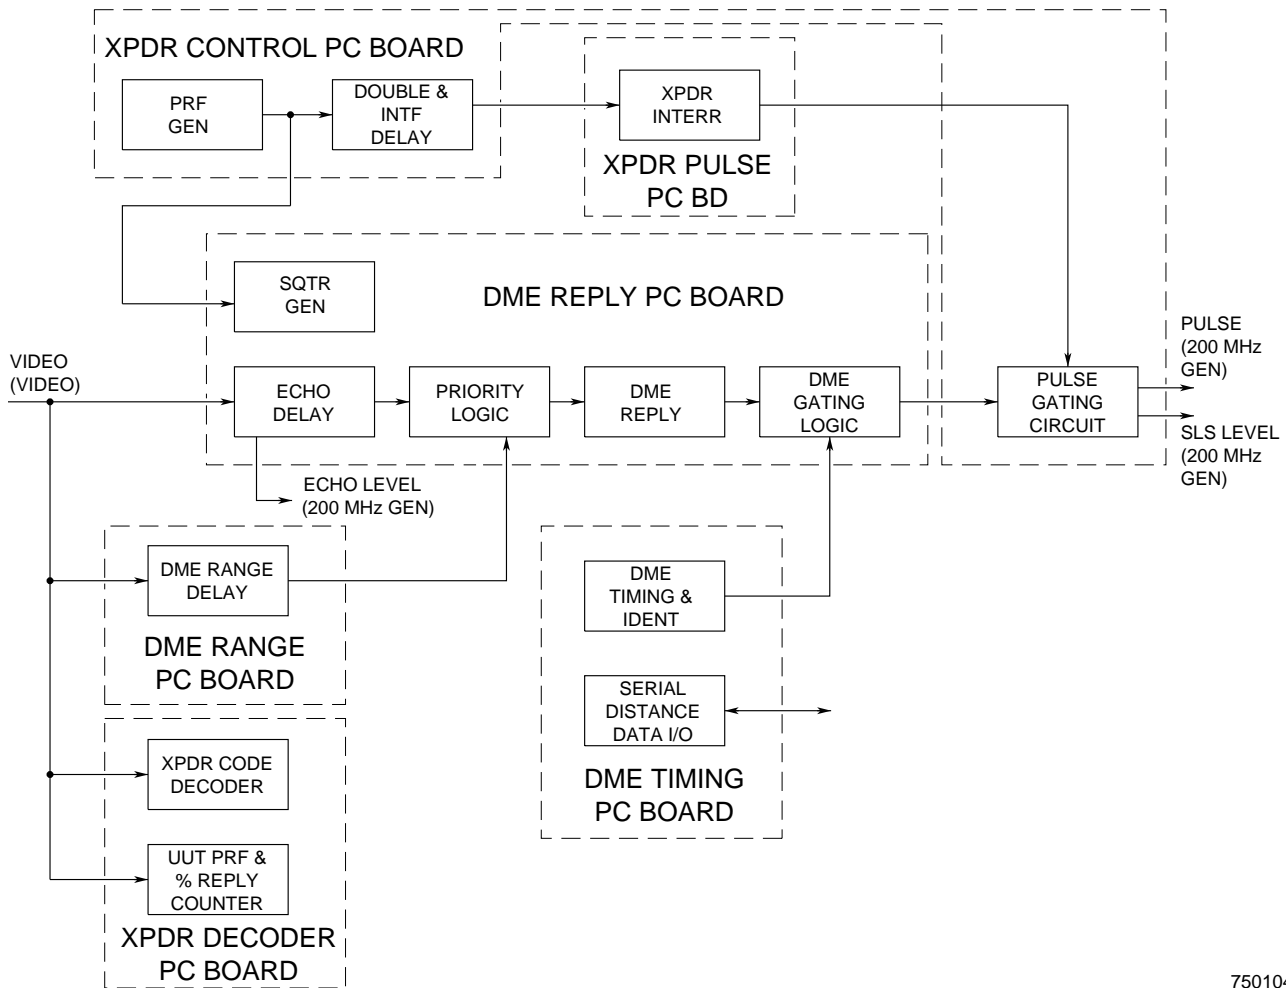 XPDR CONTROL PC BOARD
PRF
GEN
DOUBLE &
INTF
DELAY
XPDR
INTERR
XPDR PULSE
PC BD
SQTR
GEN
DME REPLY PC BOARD
VIDEO
(VIDEO)
ECHO
DELAY
PRIORITY
LOGIC
DME
REPLY
DME
GATING
LOGIC
PULSE
GATING
CIRCUIT
PULSE
(200 MHz
GEN)
SLS LEVEL
(200 MHz
GEN)
ECHO LEVEL
(200 MHz GEN)
DME RANGE
DELAY
DME RANGE
PC BOARD
DME
TIMING &
IDENT
SERIAL
DISTANCE
DATA I/O
DME TIMING
PC BOARD
XPDR CODE
DECODER
UUT PRF &
% REPLY
COUNTER
XPDR DECODER
PC BOARD
750104